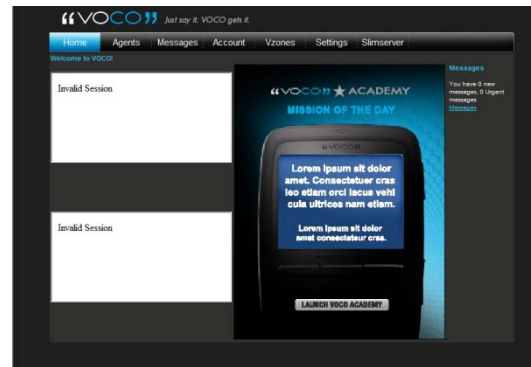 “VOCO” Just say it. VOCO gets it.
Home Agents Messages Account Vzones Settings Slimserver
Welcome to VOCO!
Invalid Session
Invalid Session
“VOCO” ★ ACADEMY
MISSION OF THE DAY
“VOCO”
Lorem ipsum sit dolor
amet. Consectetuer cras
leo etiam orci lacus vehi
cula ultrices nam etiam.
Lorem ipsum sit dolor
amet consectetuer cras.
LAUNCH VOCO ACADEMY
Messages
You have 0 new
messages, 0 Urgent
messages
Messages